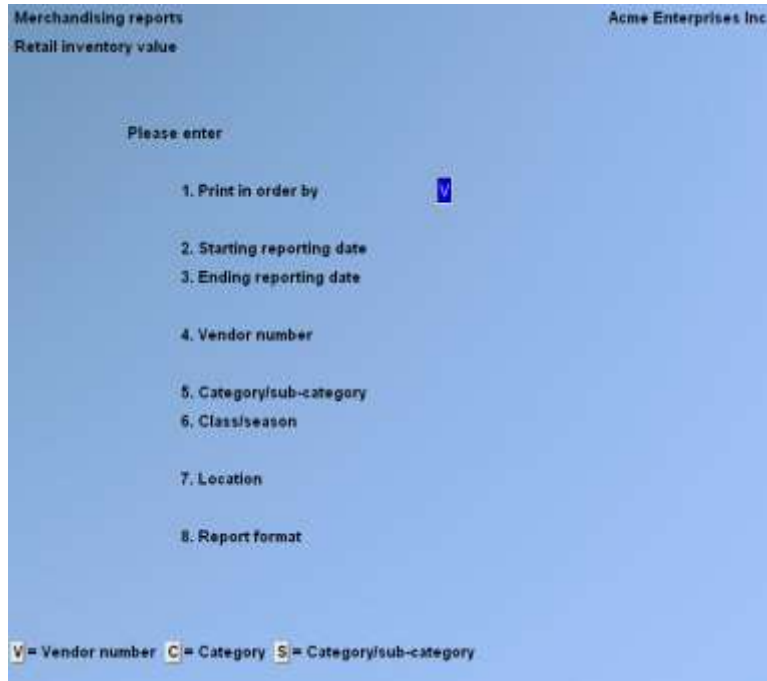 Merchandising reports Acme Enterprises Inc
Retail inventory value
Please enter
1. Print in order by V
2. Starting reporting date
3. Ending reporting date
4. Vendor number
5. Category/sub-category
6. Class/season
7. Location
8. Report format
V = Vendor number C = Category S = Category/sub-category